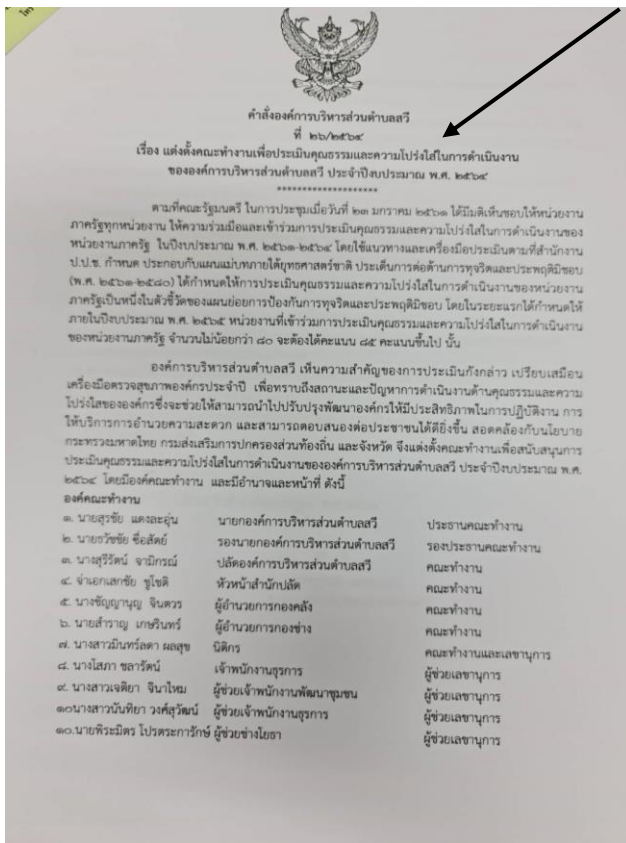 คำสั่งองค์การบริหารส่วนตำบลสวี
ที่ ๒๖/๒๕๖๔
เรื่อง แต่งตั้งคณะทำงานเพื่อประเมินคุณธรรมและความโปร่งใสในการดำเนินงาน
ขององค์การบริหารส่วนตำบลสวี ประจำปีงบประมาณ พ.ศ. ๒๕๖๔
********************
ตามที่คณะรัฐมนตรี ในการประชุมเมื่อวันที่ ๒๓ มกราคม ๒๕๖๑ ได้มีมติเห็นชอบให้หน่วยงาน
ภาครัฐทุกหน่วยงาน ให้ความร่วมมือและเข้าร่วมการประเมินคุณธรรมและความโปร่งใสในการดำเนินงานของ
หน่วยงานภาครัฐ ในปีงบประมาณ พ.ศ. ๒๕๖๑-๒๕๖๔ โดยใช้แนวทางและเครื่องมือประเมินตามที่สำนักงาน
ป.ป.ช. กำหนด ประกอบกับแผนแม่บทภายใต้ยุทธศาสตร์ชาติ ประเด็นการต่อต้านการทุจริตและประพฤติมิชอบ
(พ.ศ. ๒๕๖๑-๒๕๘๐) ได้กำหนดให้การประเมินคุณธรรมและความโปร่งใสในการดำเนินงานของหน่วยงาน
ภาครัฐเป็นหนึ่งในตัวชี้วัดของแผนย่อยการป้องกันการทุจริตและประพฤติมิชอบ โดยในระยะแรกได้กำหนดให้
ภายในปีงบประมาณ พ.ศ. ๒๕๖๕ หน่วยงานที่เข้าร่วมการประเมินคุณธรรมและความโปร่งใสในการดำเนินงาน
ของหน่วยงานภาครัฐ จำนวนไม่น้อยกว่า ๘๐ จะต้องได้คะแนน ๘๕ คะแนนขึ้นไป นั้น
องค์การบริหารส่วนตำบลสวี เห็นความสำคัญของการประเมินดังกล่าว เปรียบเสมือน
เครื่องมือตรวจสุขภาพองค์กรประจำปี เพื่อทราบถึงสถานะและปัญหาการดำเนินงานด้านคุณธรรมและความ
โปร่งใสขององค์กรซึ่งจะช่วยให้สามารถนำไปปรับปรุงพัฒนาองค์กรให้มีประสิทธิภาพในการปฏิบัติงาน การ
ให้บริการการอำนวยความสะดวก และสามารถตอบสนองต่อประชาชนได้ดียิ่งขึ้น สอดคล้องกับนโยบาย
กระทรวงมหาดไทย กรมส่งเสริมการปกครองส่วนท้องถิ่น และจังหวัด จึงแต่งตั้งคณะทำงานเพื่อสนับสนุนการ
ประเมินคุณธรรมและความโปร่งใสในการดำเนินงานขององค์การบริหารส่วนตำบลสวี ประจำปีงบประมาณ พ.ศ.
๒๕๖๔ โดยมีองค์คณะทำงาน และมีอำนาจและหน้าที่ ดังนี้
องค์คณะทำงาน
๑. นายสุรชัย แดงละอุ่น นายกองค์การบริหารส่วนตำบลสวี ประธานคณะทำงาน
๒. นายธวัชชัย ซื่อสัตย์ รองนายกองค์การบริหารส่วนตำบลสวี รองประธานคณะทำงาน
๓. นางสุรีรัตน์ จามิกรณ์ ปลัดองค์การบริหารส่วนตำบลสวี คณะทำงาน
๔. จ่าเอกเสกชัย ชูโชติ หัวหน้าสำนักปลัด คณะทำงาน
๕. นางชัญญานุญ จินตวร ผู้อำนวยการกองคลัง คณะทำงาน
๖. นายสำราญ เกษรินทร์ ผู้อำนวยการกองช่าง คณะทำงาน
๗. นางสาวมินทร์ลดา ผลสุข นิติกร คณะทำงานและเลขานุการ
๘. นางโสภา ชลารัตน์ เจ้าพนักงานธุรการ ผู้ช่วยเลขานุการ
๙. นางสาวเจติยา จินาใหม ผู้ช่วยเจ้าพนักงานพัฒนาชุมชน ผู้ช่วยเลขานุการ
๑๐นางสาวนันทิยา วงศ์สุวัฒน์ ผู้ช่วยเจ้าพนักงานธุรการ ผู้ช่วยเลขานุการ
๑๐.นายพิระมิตร โปรตระการักษ์ ผู้ช่วยช่างโยธา ผู้ช่วยเลขานุการ